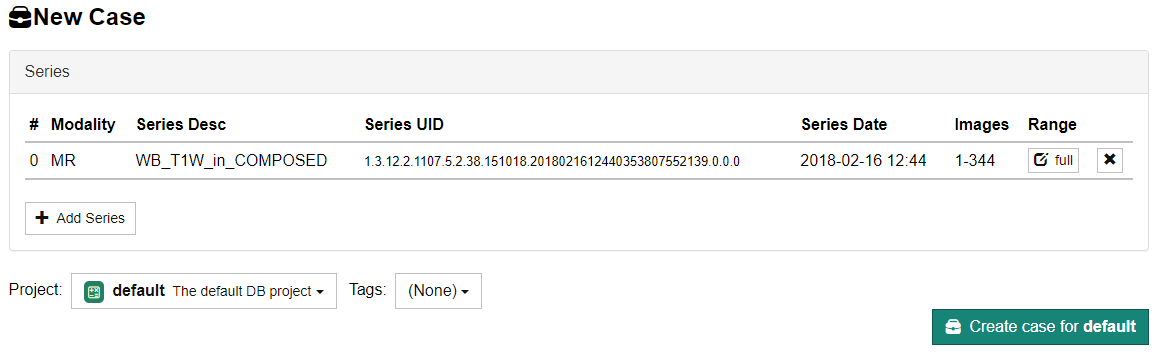 New Case
Series
# Modality Series Desc Series UID Series Date Images Range
0 MR WB_T1W_in_COMPOSED 1.3.12.2.1107.5.2.38.151018.2018021612440353807552139.0.0.0 2018-02-16 12:44 1-344 full
Add Series
Project: default The default DB project Tags: (None)
Create case for default